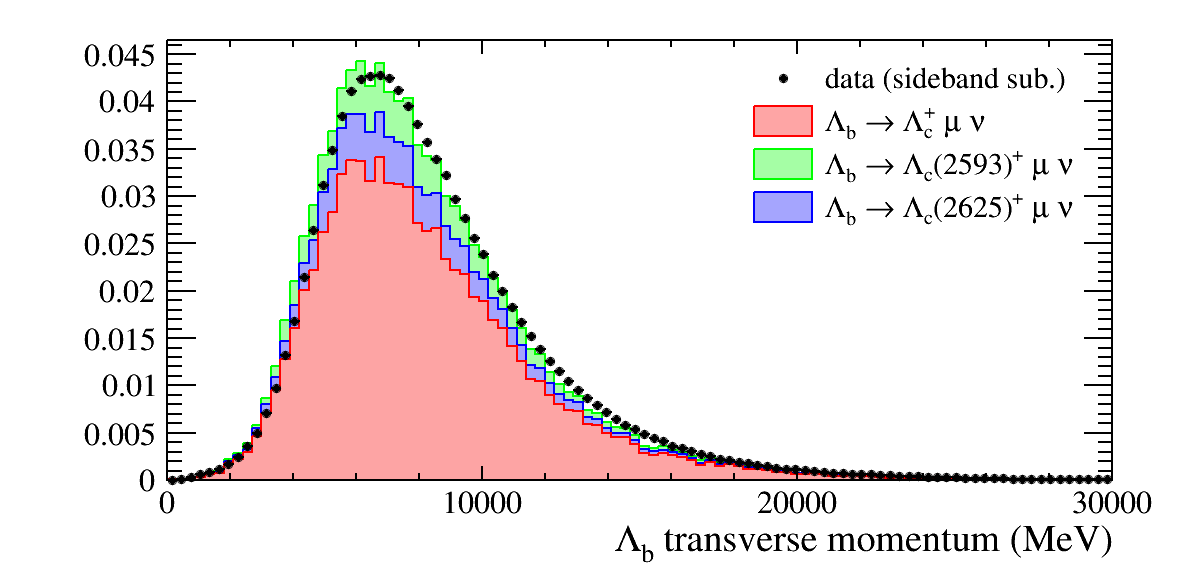 0.045
0.04
0.035
0.03
0.025
0.02
0.015
0.01
0.005
0
data (sideband sub.)
Λb → Λc+ μ ν
Λb → Λc(2593)+ μ ν
Λb → Λc(2625)+ μ ν
0 10000 20000 30000
Λb transverse momentum (MeV)